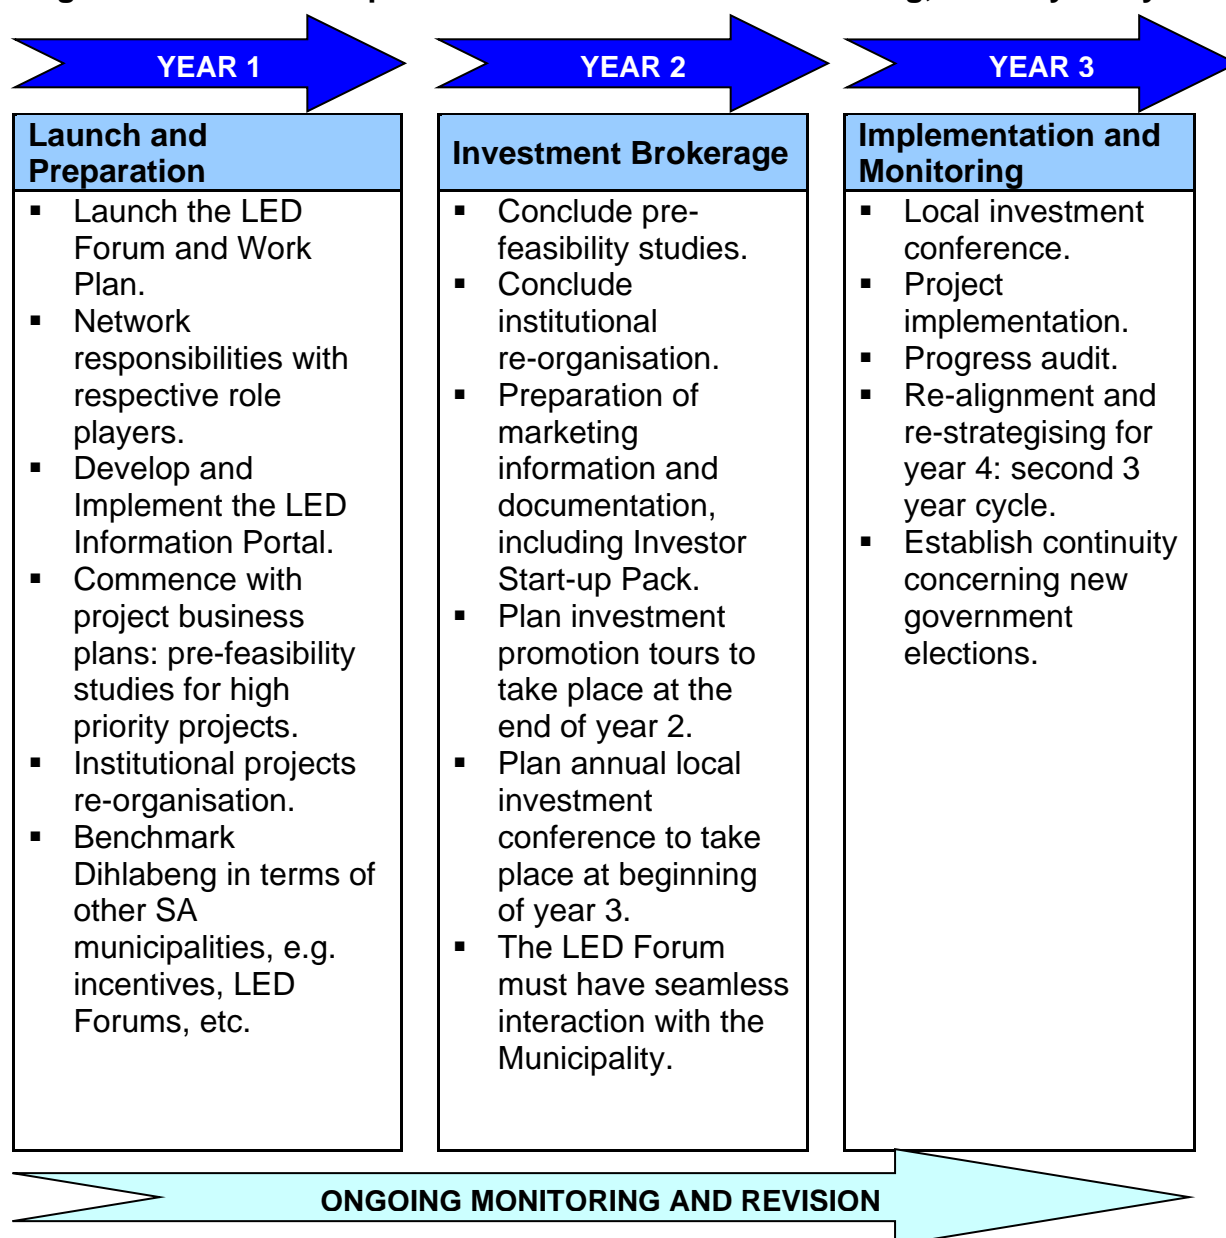 YEAR 1
YEAR 2
YEAR 3
Launch and
Preparation
▪ Launch the LED
Forum and Work
Plan.
▪ Network
responsibilities with
respective role
players.
▪ Develop and
Implement the LED
Information Portal.
▪ Commence with
project business
plans: pre-feasibility
studies for high
priority projects.
▪ Institutional projects
re-organisation.
▪ Benchmark
Dihlabeng in terms of
other SA
municipalities, e.g.
incentives, LED
Forums, etc.
Investment Brokerage
▪ Conclude pre-
feasibility studies.
▪ Conclude
institutional
re-organisation.
▪ Preparation of
marketing
information and
documentation,
including Investor
Start-up Pack.
▪ Plan investment
promotion tours to
take place at the
end of year 2.
▪ Plan annual local
investment
conference to take
place at beginning
of year 3.
▪ The LED Forum
must have seamless
interaction with the
Municipality.
Implementation and
Monitoring
▪ Local investment
conference.
▪ Project
implementation.
▪ Progress audit.
▪ Re-alignment and
re-strategising for
year 4: second 3
year cycle.
▪ Establish continuity
concerning new
government
elections.
ONGOING MONITORING AND REVISION